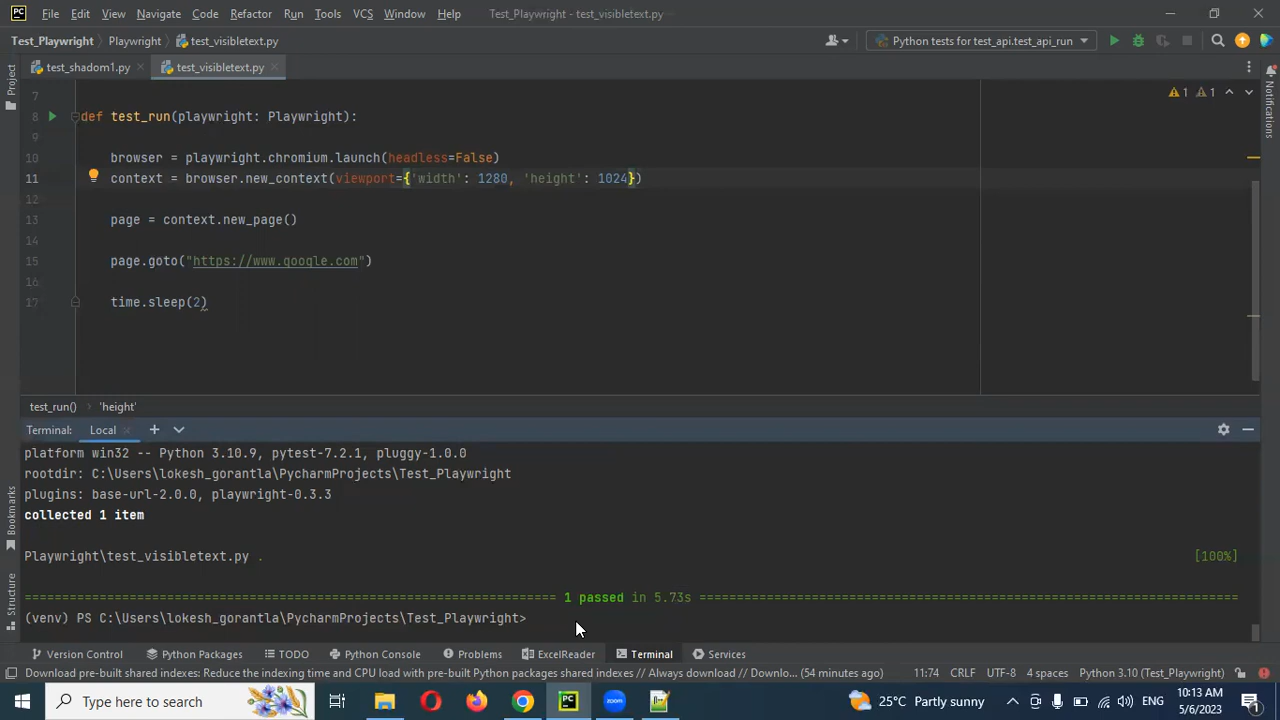 PC File Edit View Navigate Code Refactor Run Tools VCS Window Help Test_Playwright - test_visibletext.py
Test_Playwright Playwright test_visibletext.py Python tests for test_api.test_api_run
test_shadom1.py test_visibletext.py
Project
Notifications
7
1 1
8 def test_run(playwright: Playwright):
9
10 browser = playwright.chromium.launch(headless=False)
11 context = browser.new_context(viewport={'width': 1280, 'height': 1024})
12
13 page = context.new_page()
14
15 page.goto("https://www.google.com")
16
17 time.sleep(2)
test_run() 'height'
Terminal: Local
platform win32 -- Python 3.10.9, pytest-7.2.1, pluggy-1.0.0
rootdir: C:\Users\lokesh_gorantla\PycharmProjects\Test_Playwright
plugins: base-url-2.0.0, playwright-0.3.3
collected 1 item
Bookmarks
Playwright\test_visibletext.py . [100%]
Structure
1 passed in 5.73s
(venv) PS C:\Users\lokesh_gorantla\PycharmProjects\Test_Playwright>
Version Control Python Packages TODO Python Console Problems ExcelReader Terminal Services
Download pre-built shared indexes: Reduce the indexing time and CPU load with pre-built Python packages shared indexes // Always download // Downlo... (54 minutes ago) 11:74 CRLF UTF-8 4 spaces Python 3.10 (Test_Playwright)
Type here to search PC zoom 25°C Partly sunny ENG 10:13 AM
5/6/2023 1